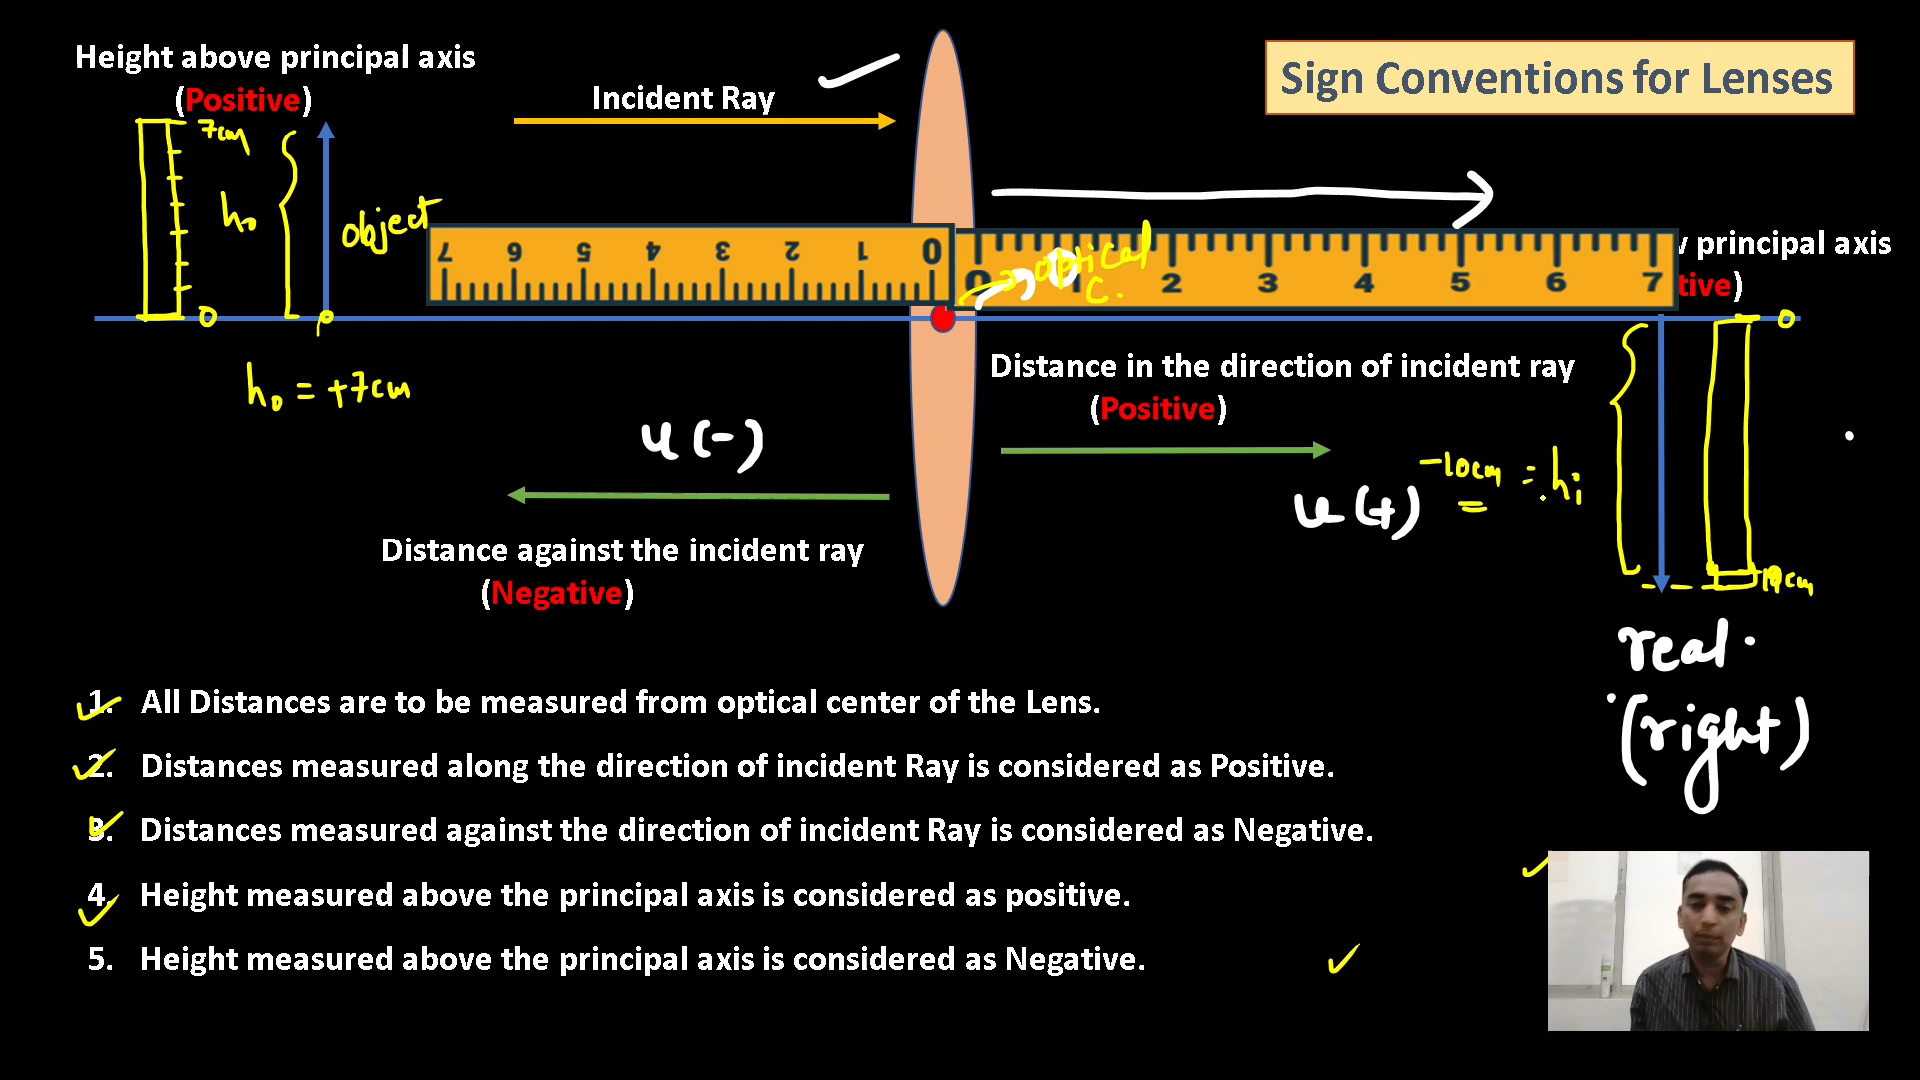 Sign Conventions for Lenses
Height above principal axis
(Positive)
7cm
Incident Ray
h₀
object
principal axis
tive)
7 6 5 4 3 2 1 0
0 1 2 3 4 5 6 7
optical
C.
0
0
h₀ = +7cm
Distance in the direction of incident ray
(Positive)
u (-)
(+)
-10cm = hᵢ
Distance against the incident ray
(Negative)
10cm
real.
(right)
1. All Distances are to be measured from optical center of the Lens.
2. Distances measured along the direction of incident Ray is considered as Positive.
3. Distances measured against the direction of incident Ray is considered as Negative.
4. Height measured above the principal axis is considered as positive.
5. Height measured above the principal axis is considered as Negative.